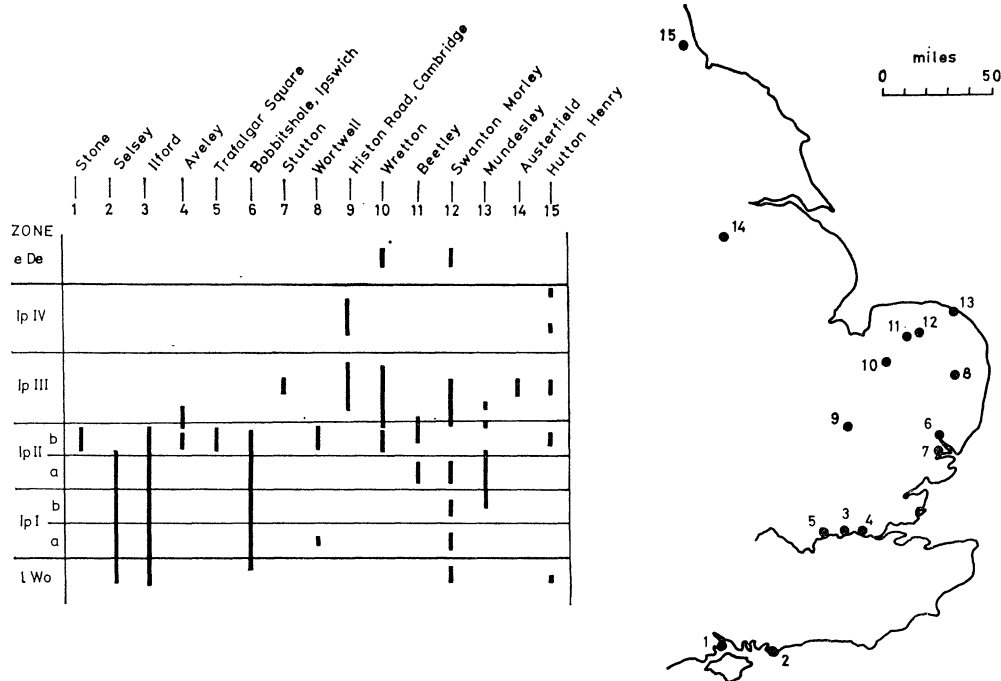 Stone
Selsey
Ilford
Aveley
Trafalgar Square
Bobbitshole, Ipswich
Stutton
Wortwell
Histon Road, Cambridge
Wretton
Beetley
Swanton Morley
Mundesley
Austerfield
Hutton Henry
1 2 3 4 5 6 7 8 9 10 11 12 13 14 15
ZONE
e De
Ip IV
Ip III
Ip II b
a
Ip I b
a
l Wo
15
miles
0 50
14
13
11 12
10
8
9
6
7
5 3 4
1
2